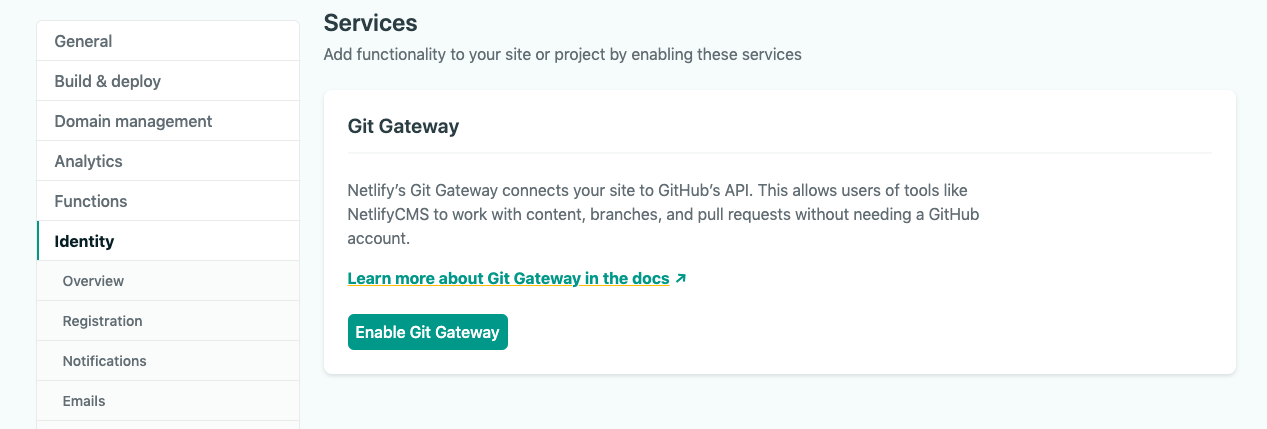 General
Build & deploy
Domain management
Analytics
Functions
Identity
Overview
Registration
Notifications
Emails
Services
Add functionality to your site or project by enabling these services
Git Gateway
Netlify’s Git Gateway connects your site to GitHub’s API. This allows users of tools like
NetlifyCMS to work with content, branches, and pull requests without needing a GitHub
account.
Learn more about Git Gateway in the docs ↗
Enable Git Gateway